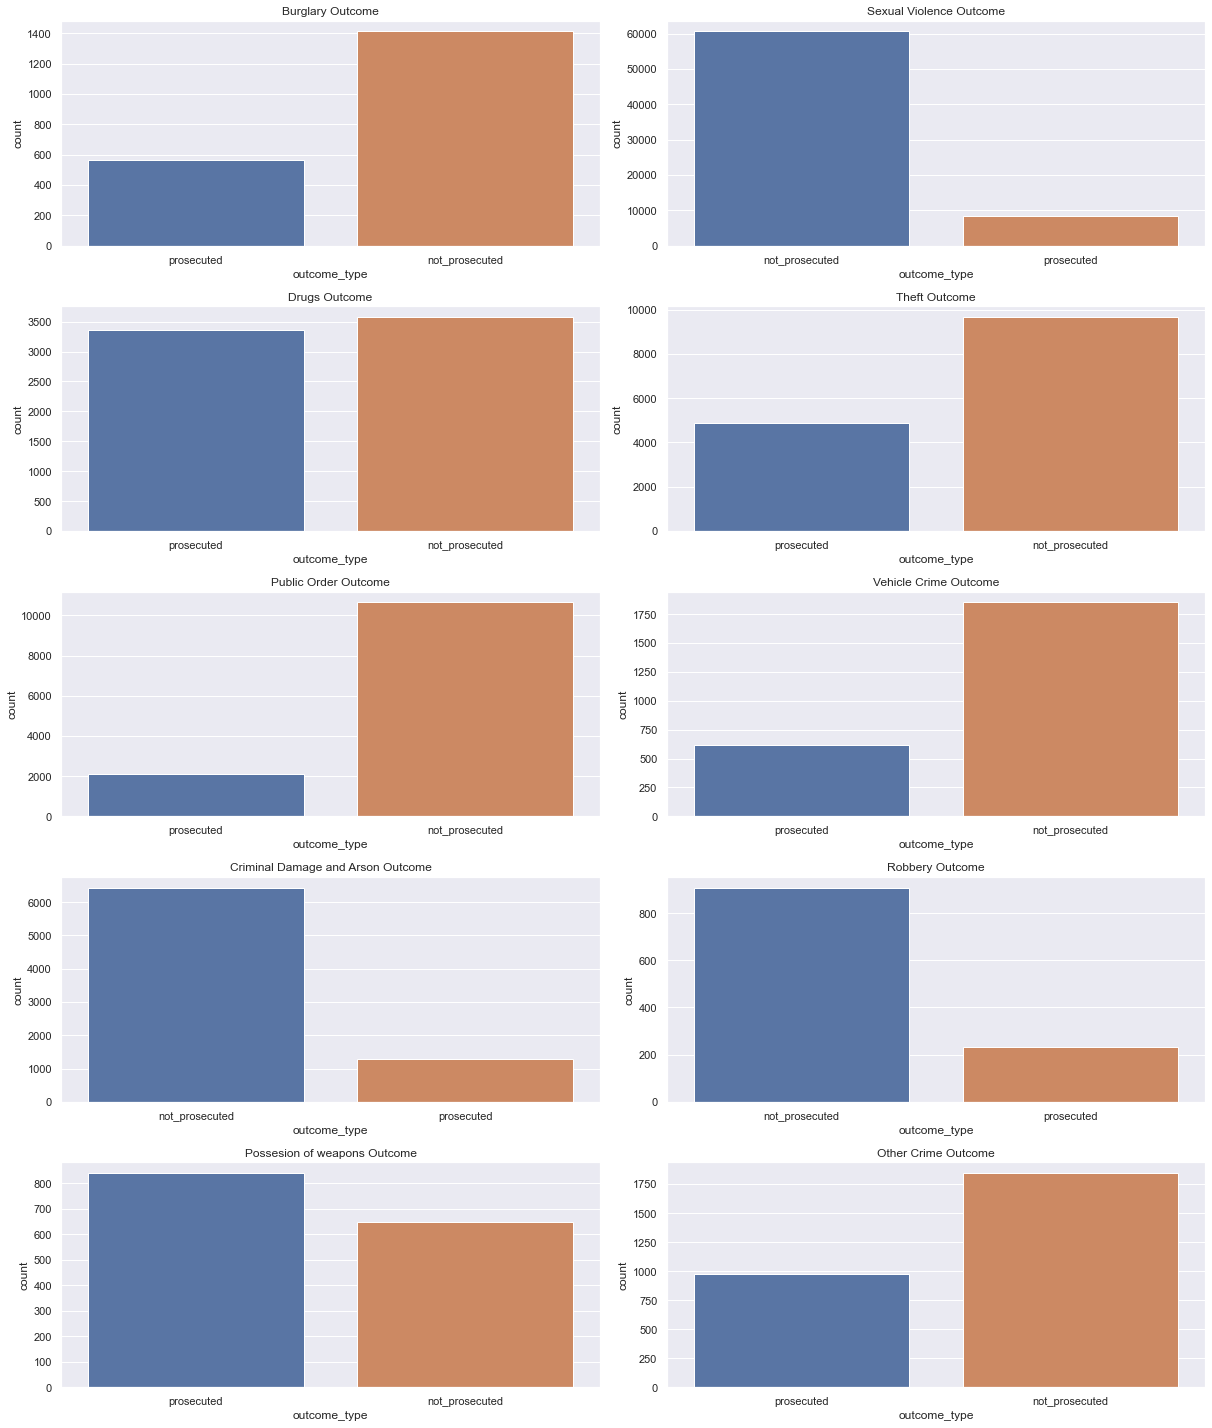 Burglary Outcome
1400
1200
1000
800
600
400
200
0
count
prosecuted
not_prosecuted
outcome_type
Sexual Violence Outcome
60000
50000
40000
30000
20000
10000
0
count
not_prosecuted
prosecuted
outcome_type
Drugs Outcome
3500
3000
2500
2000
1500
1000
500
0
count
prosecuted
not_prosecuted
outcome_type
Theft Outcome
10000
8000
6000
4000
2000
0
count
prosecuted
not_prosecuted
outcome_type
Public Order Outcome
10000
8000
6000
4000
2000
0
count
prosecuted
not_prosecuted
outcome_type
Vehicle Crime Outcome
1750
1500
1250
1000
750
500
250
0
count
prosecuted
not_prosecuted
outcome_type
Criminal Damage and Arson Outcome
6000
5000
4000
3000
2000
1000
0
count
not_prosecuted
prosecuted
outcome_type
Robbery Outcome
800
600
400
200
0
count
not_prosecuted
prosecuted
outcome_type
Possesion of weapons Outcome
800
700
600
500
400
300
200
100
0
count
prosecuted
not_prosecuted
outcome_type
Other Crime Outcome
1750
1500
1250
1000
750
500
250
0
count
prosecuted
not_prosecuted
outcome_type